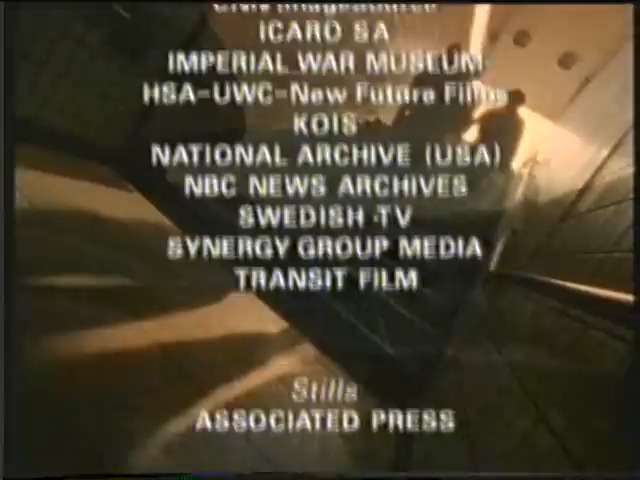 ICARO SA
IMPERIAL WAR MUSEUM
HSA-UWC-New Future Films
KOIS
NATIONAL ARCHIVE (USA)
NBC NEWS ARCHIVES
SWEDISH TV
SYNERGY GROUP MEDIA
TRANSIT FILM
Stills
ASSOCIATED PRESS